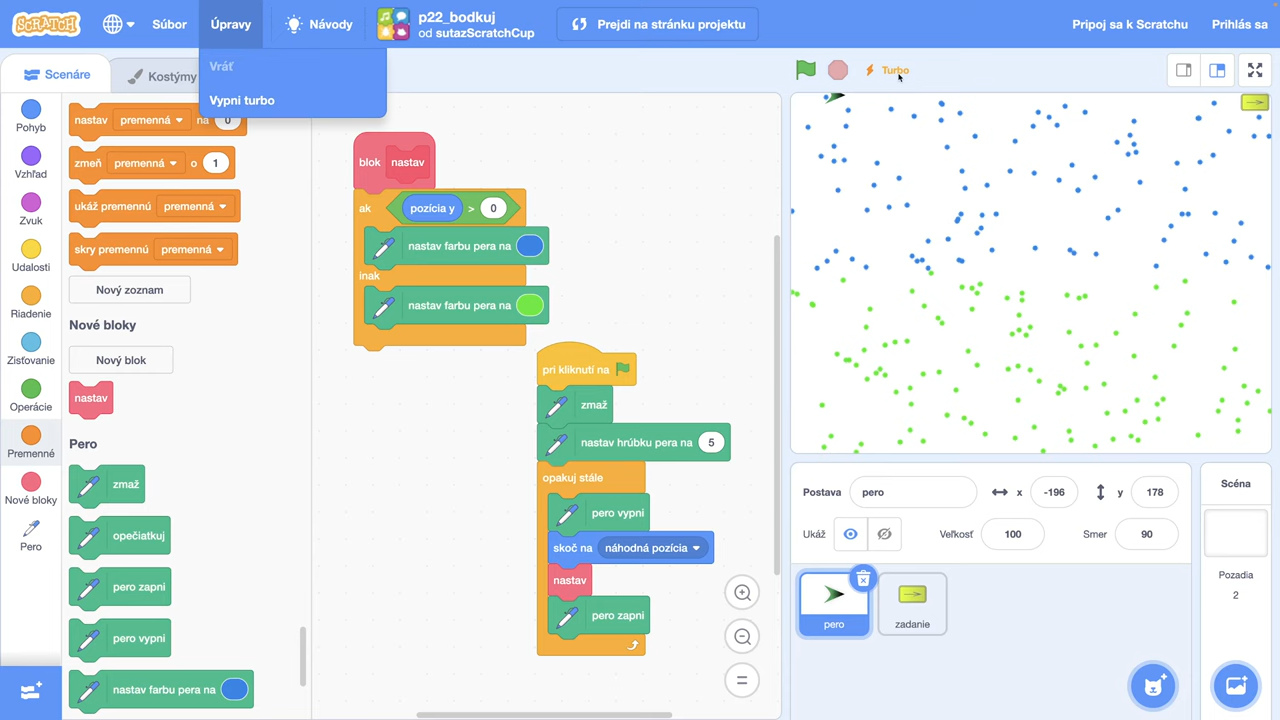 SCRATCH
Súbor
Úpravy
Návody
p22_bodkuj
od sutazScratchCup
Prejdi na stránku projektu
Pripoj sa k Scratchu
Prihlás sa
Vráť
Vypni turbo
Scenáre
Kostýmy
Turbo
Pohyb
Vzhľad
Zvuk
Udalosti
Riadenie
Zisťovanie
Operácie
Premenné
Nové bloky
Pero
nastav premenná na 0
zmeň premenná o 1
ukáž premennú premenná
skry premennú premenná
Nový zoznam
Nové bloky
Nový blok
nastav
Pero
zmaž
opečiatkuj
pero zapni
pero vypni
nastav farbu pera na
blok nastav
ak pozícia y > 0
nastav farbu pera na
inak
nastav farbu pera na
pri kliknutí na
zmaž
nastav hrúbku pera na 5
opakuj stále
pero vypni
skoč na náhodná pozícia
nastav
pero zapni
Postava pero x -196 y 178
Ukáž Veľkosť 100 Smer 90
pero
zadanie
Scéna
Pozadia
2